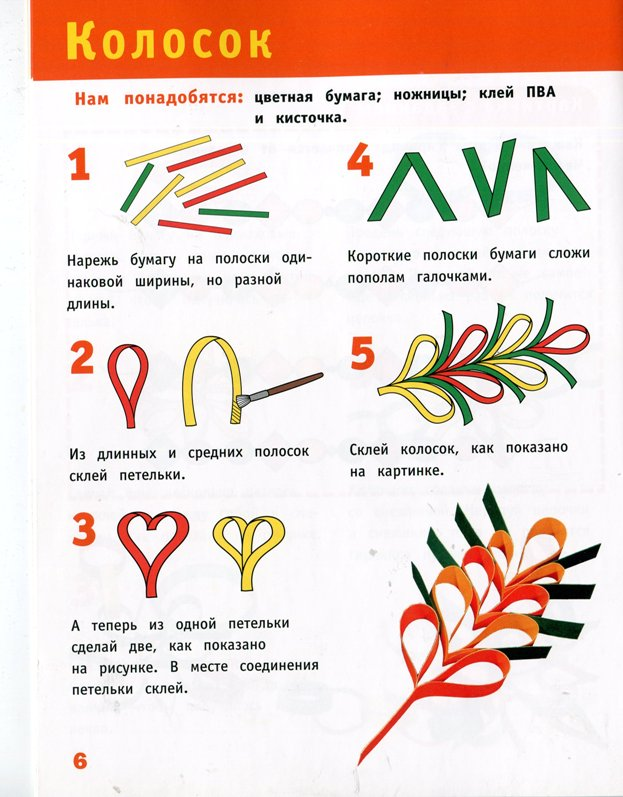 Колосок
Нам понадобятся: цветная бумага; ножницы; клей ПВА
и кисточка.
1
Нарежь бумагу на полоски оди-
наковой ширины, но разной
длины.
2
Из длинных и средних полосок
склей петельки.
3
А теперь из одной петельки
сделай две, как показано
на рисунке. В месте соединения
петельки склей.
4
Короткие полоски бумаги сложи
пополам галочками.
5
Склей колосок, как показано
на картинке.
6